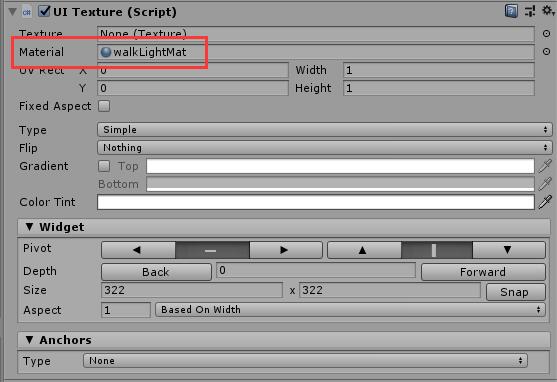 UI Texture (Script)
Texture None (Texture)
Material walkLightMat
UV Rect X 0 Width 1
Y 0 Height 1
Fixed Aspect
Type Simple
Flip Nothing
Gradient Top
Bottom
Color Tint
▼ Widget
Pivot ◄ ► ▲ ▼
Depth Back 0 Forward
Size 322 x 322 Snap
Aspect 1 Based On Width
▼ Anchors
Type None